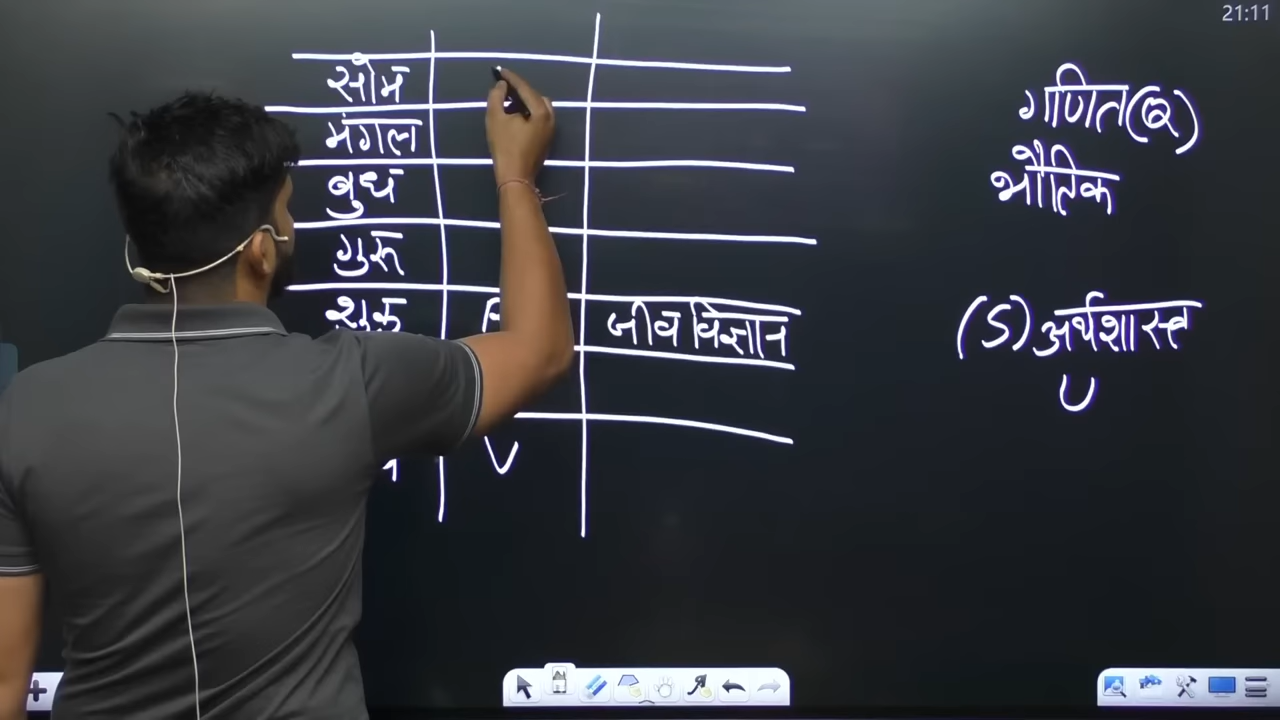 21:11
सोम
मंगल
बुध
गुरू
शुक्र
जीव विज्ञान
V
गणित(R)
भौतिक
(S) अर्थशास्त्र
U